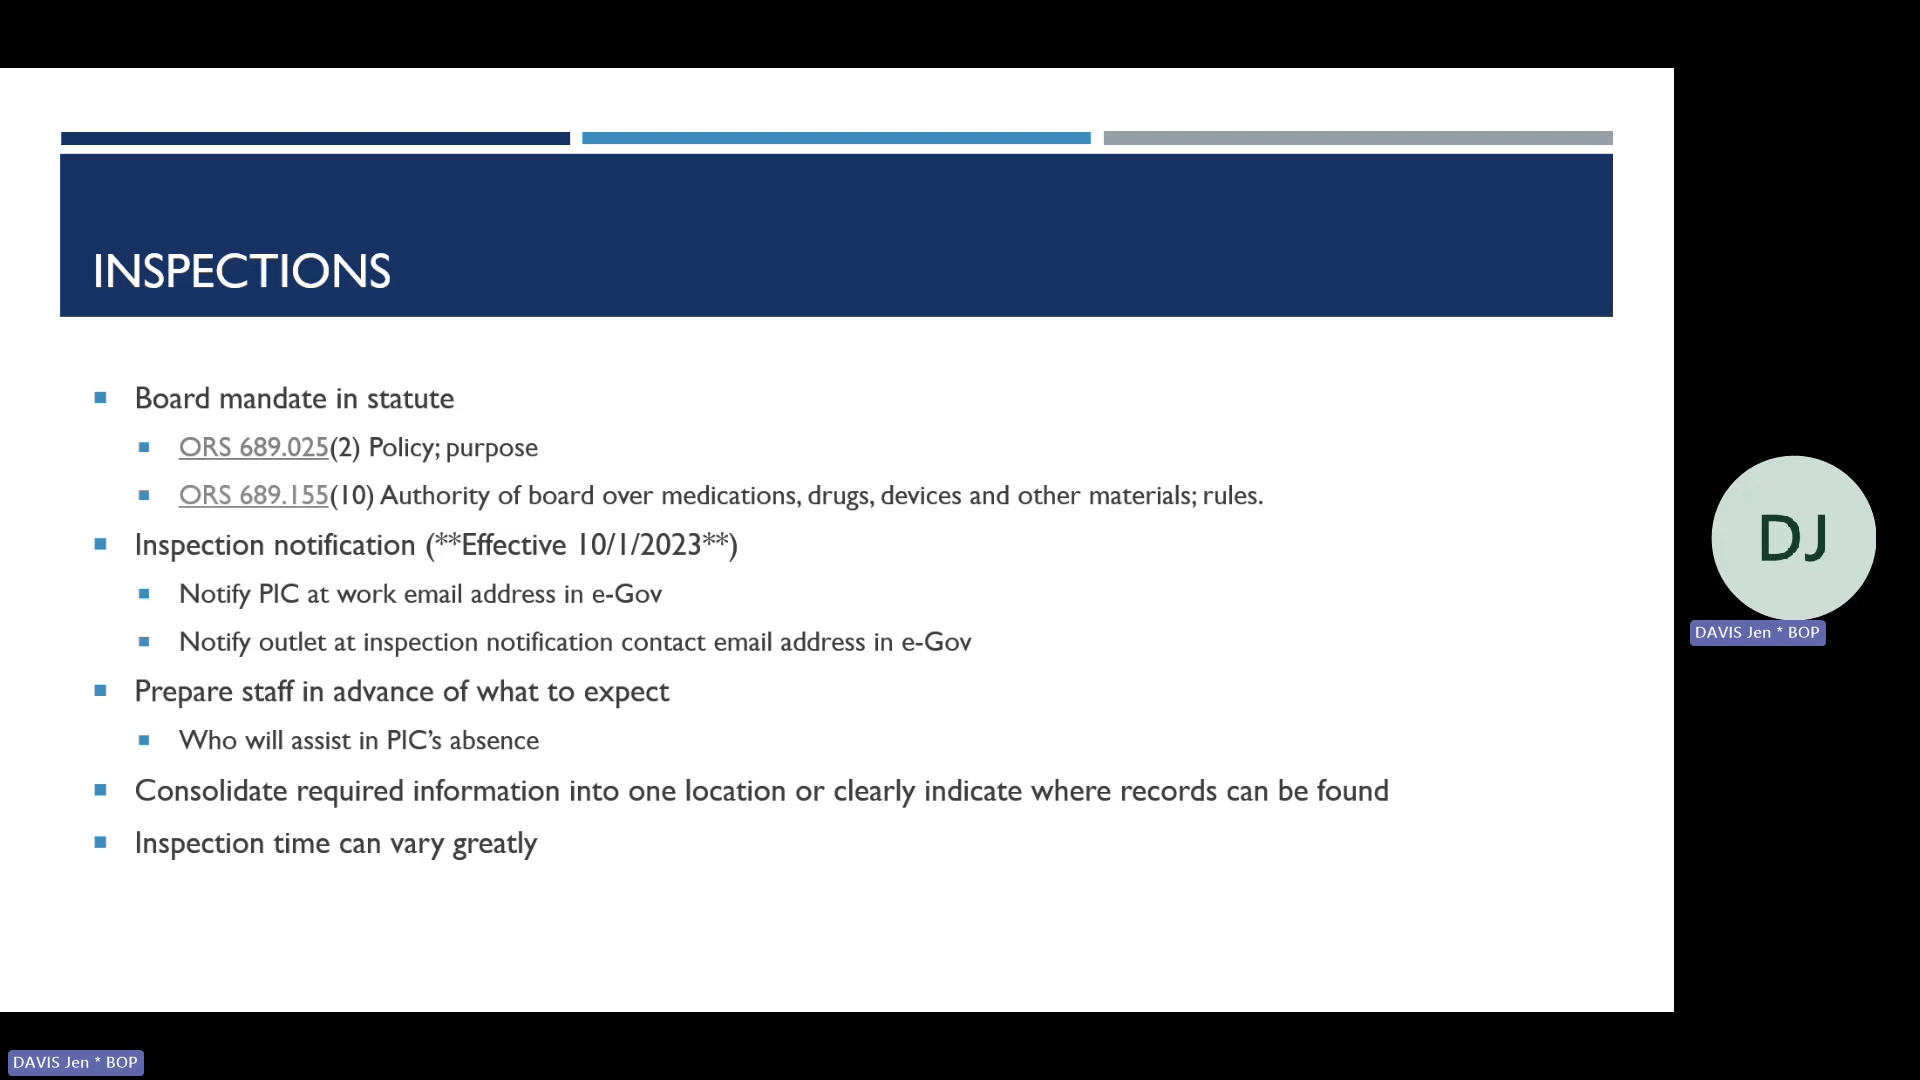 INSPECTIONS
Board mandate in statute
ORS 689.025(2) Policy; purpose
ORS 689.155(10) Authority of board over medications, drugs, devices and other materials; rules.
Inspection notification (**Effective 10/1/2023**)
Notify PIC at work email address in e-Gov
Notify outlet at inspection notification contact email address in e-Gov
Prepare staff in advance of what to expect
Who will assist in PIC’s absence
Consolidate required information into one location or clearly indicate where records can be found
Inspection time can vary greatly
DJ
DAVIS Jen * BOP
DAVIS Jen * BOP